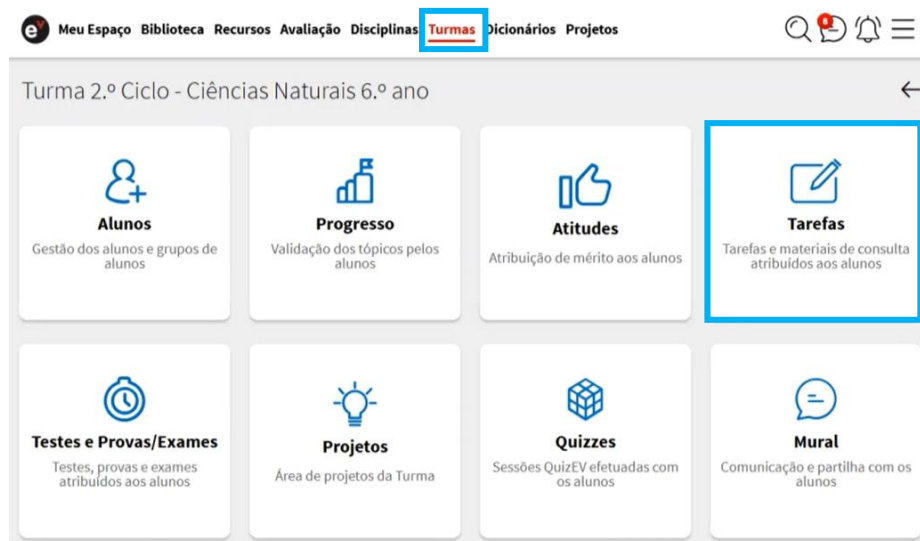 ev Meu Espaço Biblioteca Recursos Avaliação Disciplinas Turmas Dicionários Projetos
Turma 2.º Ciclo - Ciências Naturais 6.º ano
Alunos
Gestão dos alunos e grupos de
alunos
Progresso
Validação dos tópicos pelos
alunos
Atitudes
Atribuição de mérito aos alunos
Tarefas
Tarefas e materiais de consulta
atribuídos aos alunos
Testes e Provas/Exames
Testes, provas e exames
atribuídos aos alunos
Projetos
Área de projetos da Turma
Quizzes
Sessões QuizEV efetuadas com
os alunos
Mural
Comunicação e partilha com os
alunos